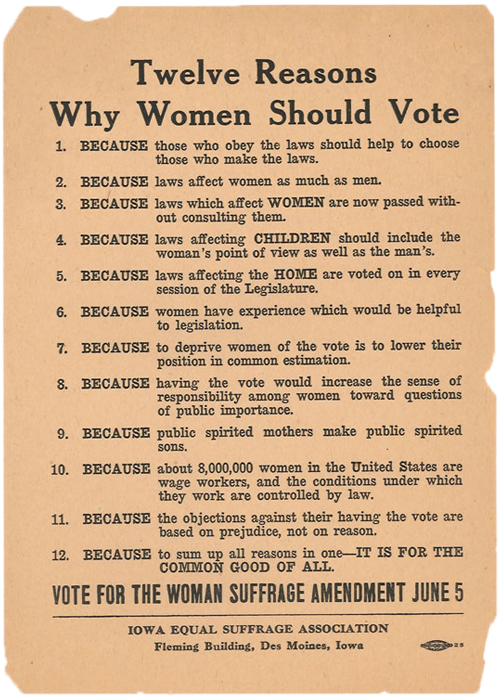 Twelve Reasons
Why Women Should Vote
1. BECAUSE those who obey the laws should help to choose
those who make the laws.
2. BECAUSE laws affect women as much as men.
3. BECAUSE laws which affect WOMEN are now passed with-
out consulting them.
4. BECAUSE laws affecting CHILDREN should include the
woman's point of view as well as the man's.
5. BECAUSE laws affecting the HOME are voted on in every
session of the Legislature.
6. BECAUSE women have experience which would be helpful
to legislation.
7. BECAUSE to deprive women of the vote is to lower their
position in common estimation.
8. BECAUSE having the vote would increase the sense of
responsibility among women toward questions
of public importance.
9. BECAUSE public spirited mothers make public spirited
sons.
10. BECAUSE about 8,000,000 women in the United States are
wage workers, and the conditions under which
they work are controlled by law.
11. BECAUSE the objections against their having the vote are
based on prejudice, not on reason.
12. BECAUSE to sum up all reasons in one—IT IS FOR THE
COMMON GOOD OF ALL.
VOTE FOR THE WOMAN SUFFRAGE AMENDMENT JUNE 5
IOWA EQUAL SUFFRAGE ASSOCIATION
Fleming Building, Des Moines, Iowa
25